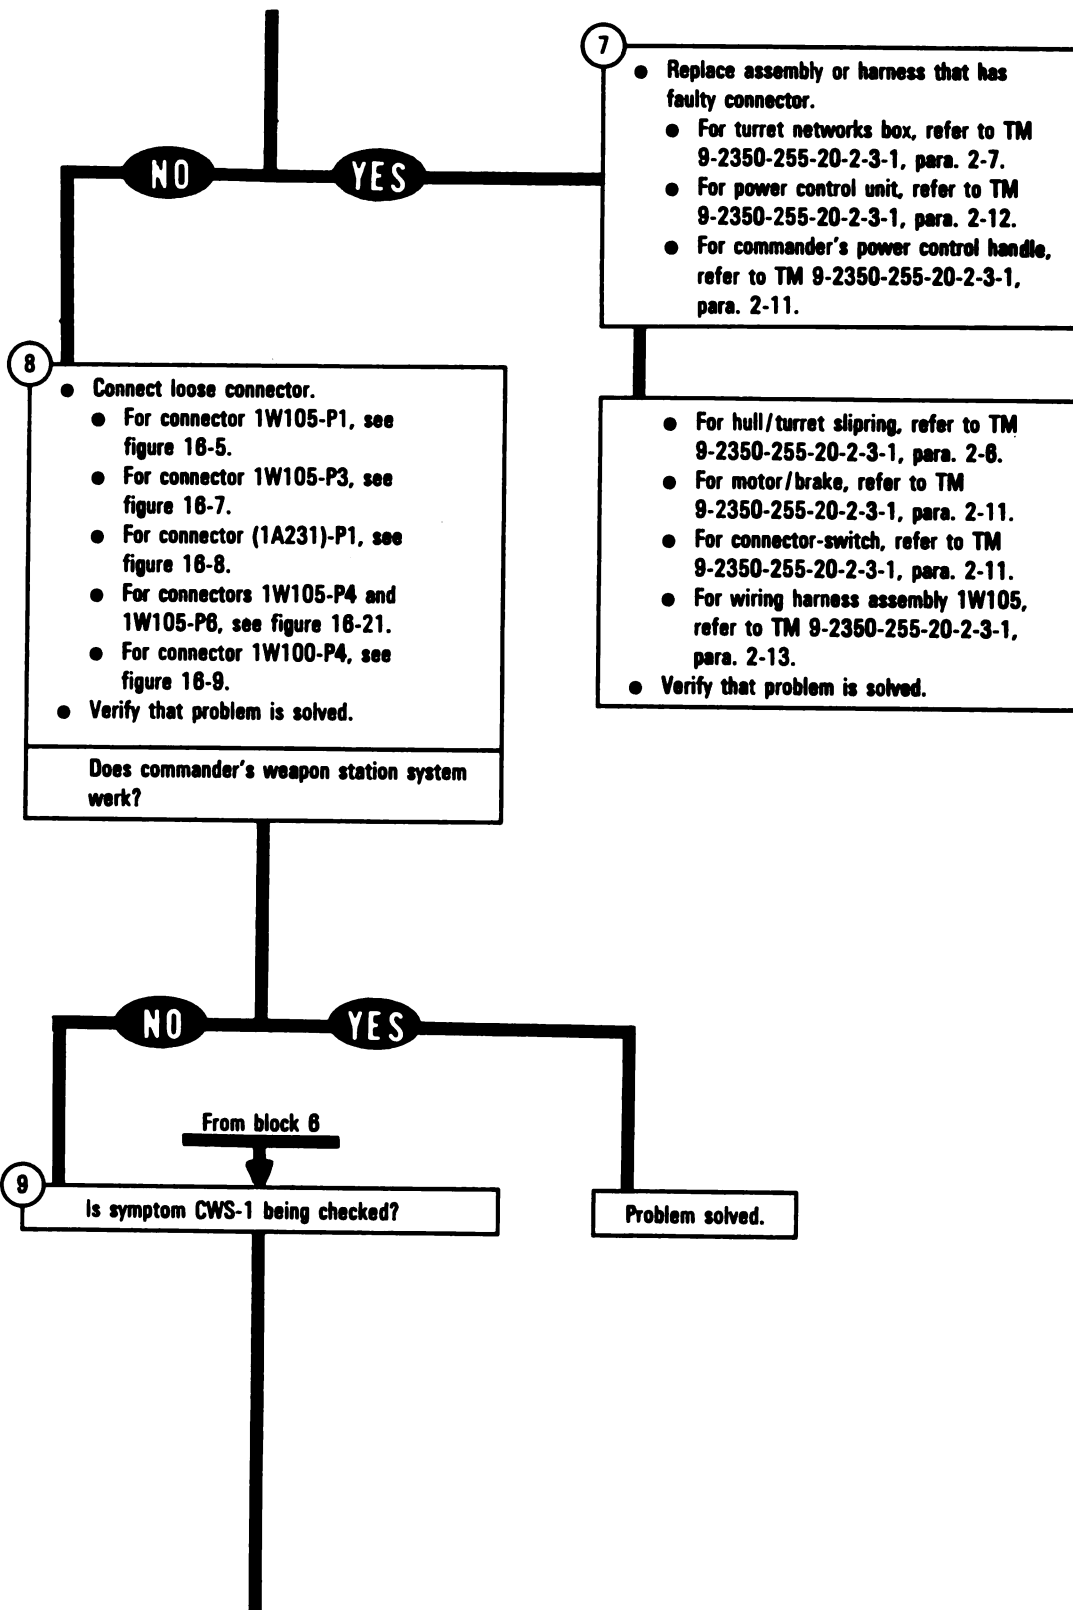 7
● Replace assembly or harness that has
faulty connector.
● For turret networks box, refer to TM
9-2350-255-20-2-3-1, para. 2-7.
● For power control unit, refer to TM
9-2350-255-20-2-3-1, para. 2-12.
● For commander's power control handle,
refer to TM 9-2350-255-20-2-3-1,
para. 2-11.
NO
YES
8
● Connect loose connector.
● For connector 1W105-P1, see
figure 16-5.
● For connector 1W105-P3, see
figure 16-7.
● For connector (1A231)-P1, see
figure 16-8.
● For connectors 1W105-P4 and
1W105-P6, see figure 16-21.
● For connector 1W100-P4, see
figure 16-9.
● Verify that problem is solved.
Does commander's weapon station system
work?
● For hull/turret slipring, refer to TM
9-2350-255-20-2-3-1, para. 2-6.
● For motor/brake, refer to TM
9-2350-255-20-2-3-1, para. 2-11.
● For connector-switch, refer to TM
9-2350-255-20-2-3-1, para. 2-11.
● For wiring harness assembly 1W105,
refer to TM 9-2350-255-20-2-3-1,
para. 2-13.
● Verify that problem is solved.
NO
YES
From block 6
9
Is symptom CWS-1 being checked?
Problem solved.